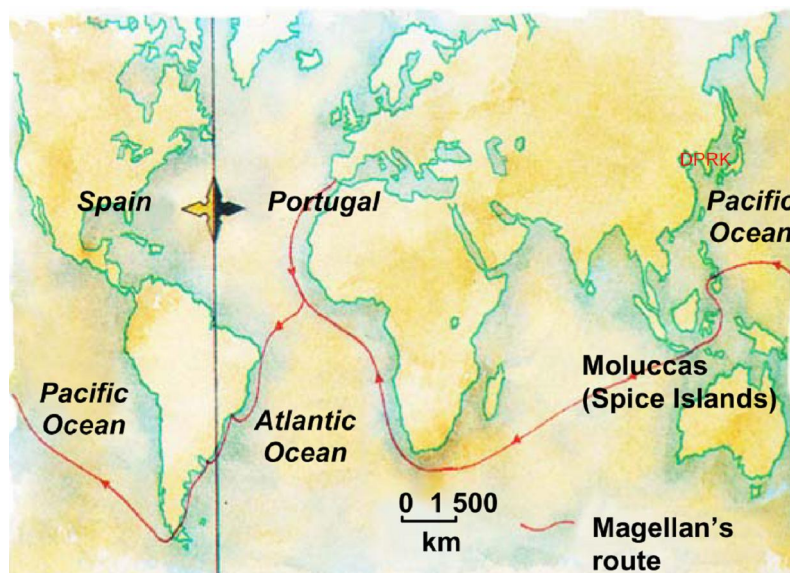 DPRK
Spain
Portugal
Pacific
Ocean
Moluccas
(Spice Islands)
Pacific
Ocean
Atlantic
Ocean
0 1 500
km
Magellan's
route